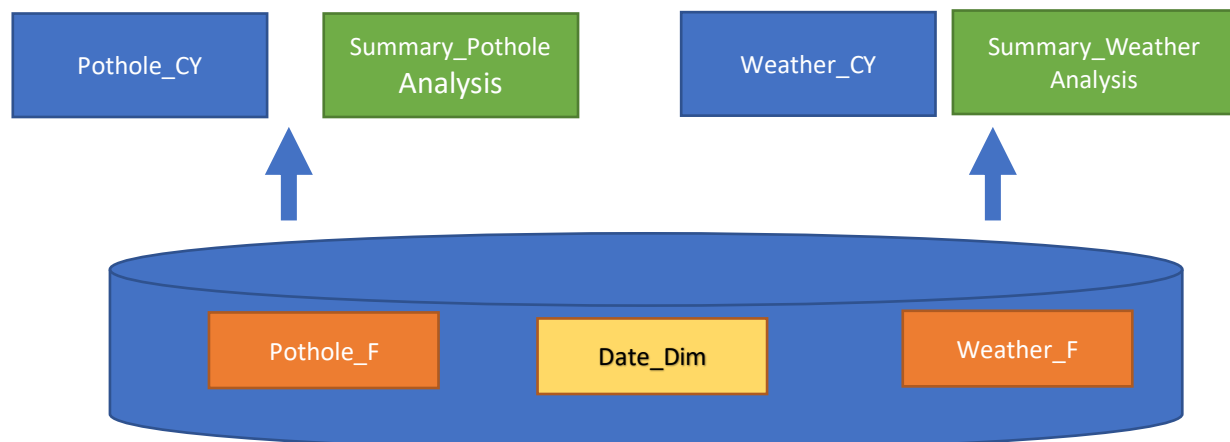 Pothole_CY
Summary_Pothole
Analysis
Weather_CY
Summary_Weather
Analysis
Pothole_F
Date_Dim
Weather_F